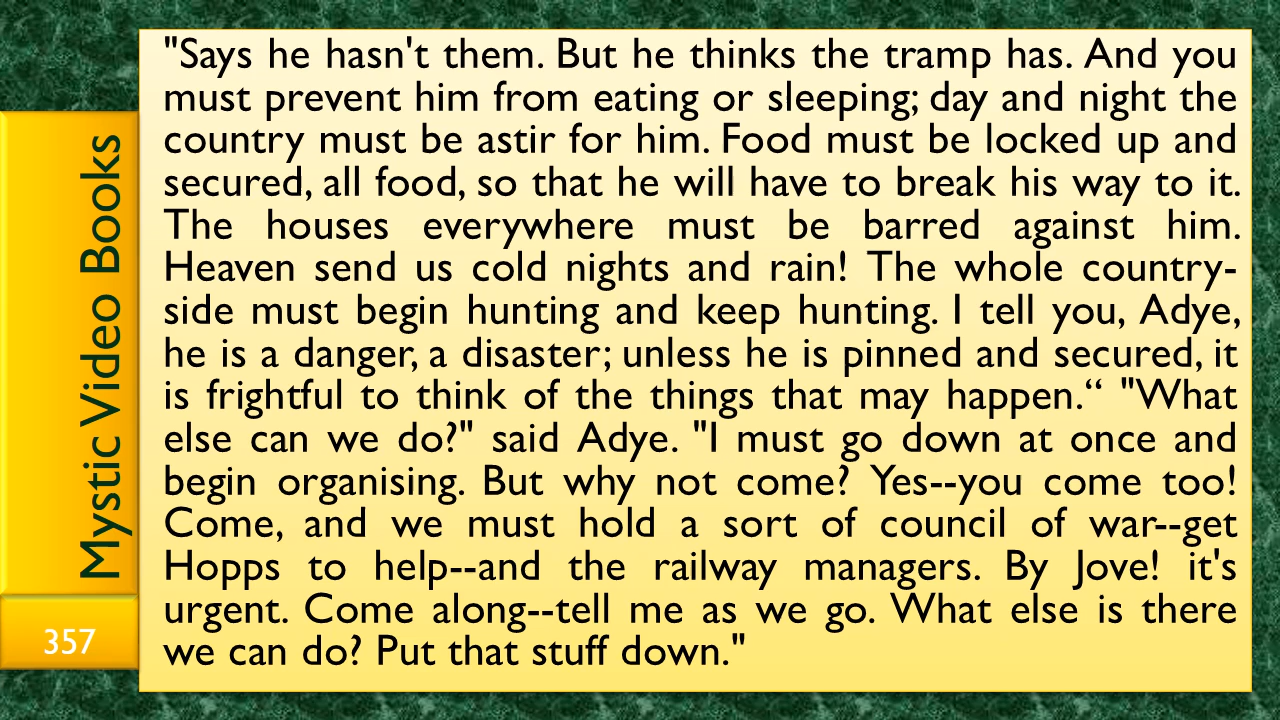 "Says he hasn't them. But he thinks the tramp has. And you
must prevent him from eating or sleeping; day and night the
country must be astir for him. Food must be locked up and
secured, all food, so that he will have to break his way to it.
The houses everywhere must be barred against him.
Heaven send us cold nights and rain! The whole country-
side must begin hunting and keep hunting. I tell you, Adye,
he is a danger, a disaster; unless he is pinned and secured, it
is frightful to think of the things that may happen.“ "What
else can we do?" said Adye. "I must go down at once and
begin organising. But why not come? Yes--you come too!
Come, and we must hold a sort of council of war--get
Hopps to help--and the railway managers. By Jove! it's
urgent. Come along--tell me as we go. What else is there
we can do? Put that stuff down."
Mystic Video Books
357